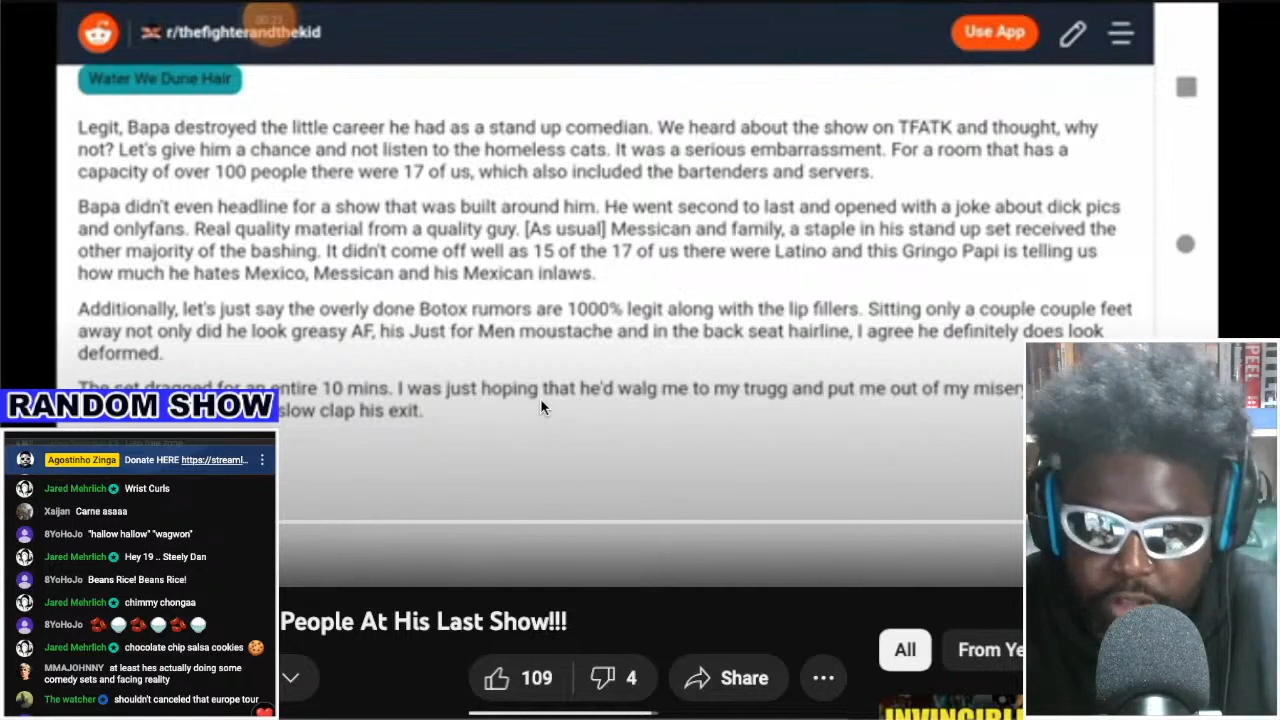 00:23
r/thefighterandthekid
Use App
Water We Dune Hair
Legit, Bapa destroyed the little career he had as a stand up comedian. We heard about the show on TFATK and thought, why
not? Let's give him a chance and not listen to the homeless cats. It was a serious embarrassment. For a room that has a
capacity of over 100 people there were 17 of us, which also included the bartenders and servers.
Bapa didn't even headline for a show that was built around him. He went second to last and opened with a joke about dick pics
and onlyfans. Real quality material from a quality guy. [As usual] Messican and family, a staple in his stand up set received the
other majority of the bashing. It didn't come off well as 15 of the 17 of us there were Latino and this Gringo Papi is telling us
how much he hates Mexico, Messican and his Mexican inlaws.
Additionally, let's just say the overly done Botox rumors are 1000% legit along with the lip fillers. Sitting only a couple couple feet
away not only did he look greasy AF, his Just for Men moustache and in the back seat hairline, I agree he definitely does look
deformed.
The set dragged for an entire 10 mins. I was just hoping that he'd walg me to my trugg and put me out of my misery
slow clap his exit.
RANDOM SHOW
Agostinho Zinga Donate HERE https://streaml...
Jared Mehrlich Wrist Curls
Xaijan Carne asaaa
8YoHoJo "hallow hallow" "wagwon"
Jared Mehrlich Hey 19 .. Steely Dan
8YoHoJo Beans Rice! Beans Rice!
Jared Mehrlich chimmy chongaa
8YoHoJo
Jared Mehrlich chocolate chip salsa cookies
MMAJOHNNY at least hes actually doing some
comedy sets and facing reality
The watcher shouldn't canceled that europe tour
People At His Last Show!!!
109
4
Share
All
From Ye
INVINCIBLE
PEEL